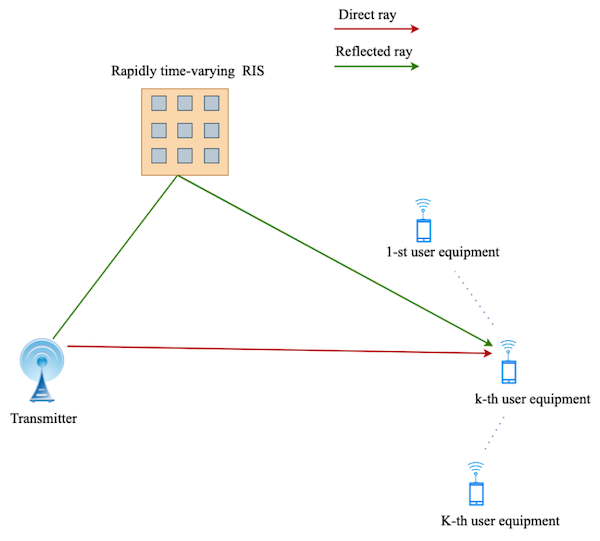 Direct ray
Reflected ray
Rapidly time-varying RIS
1-st user equipment
k-th user equipment
Transmitter
K-th user equipment